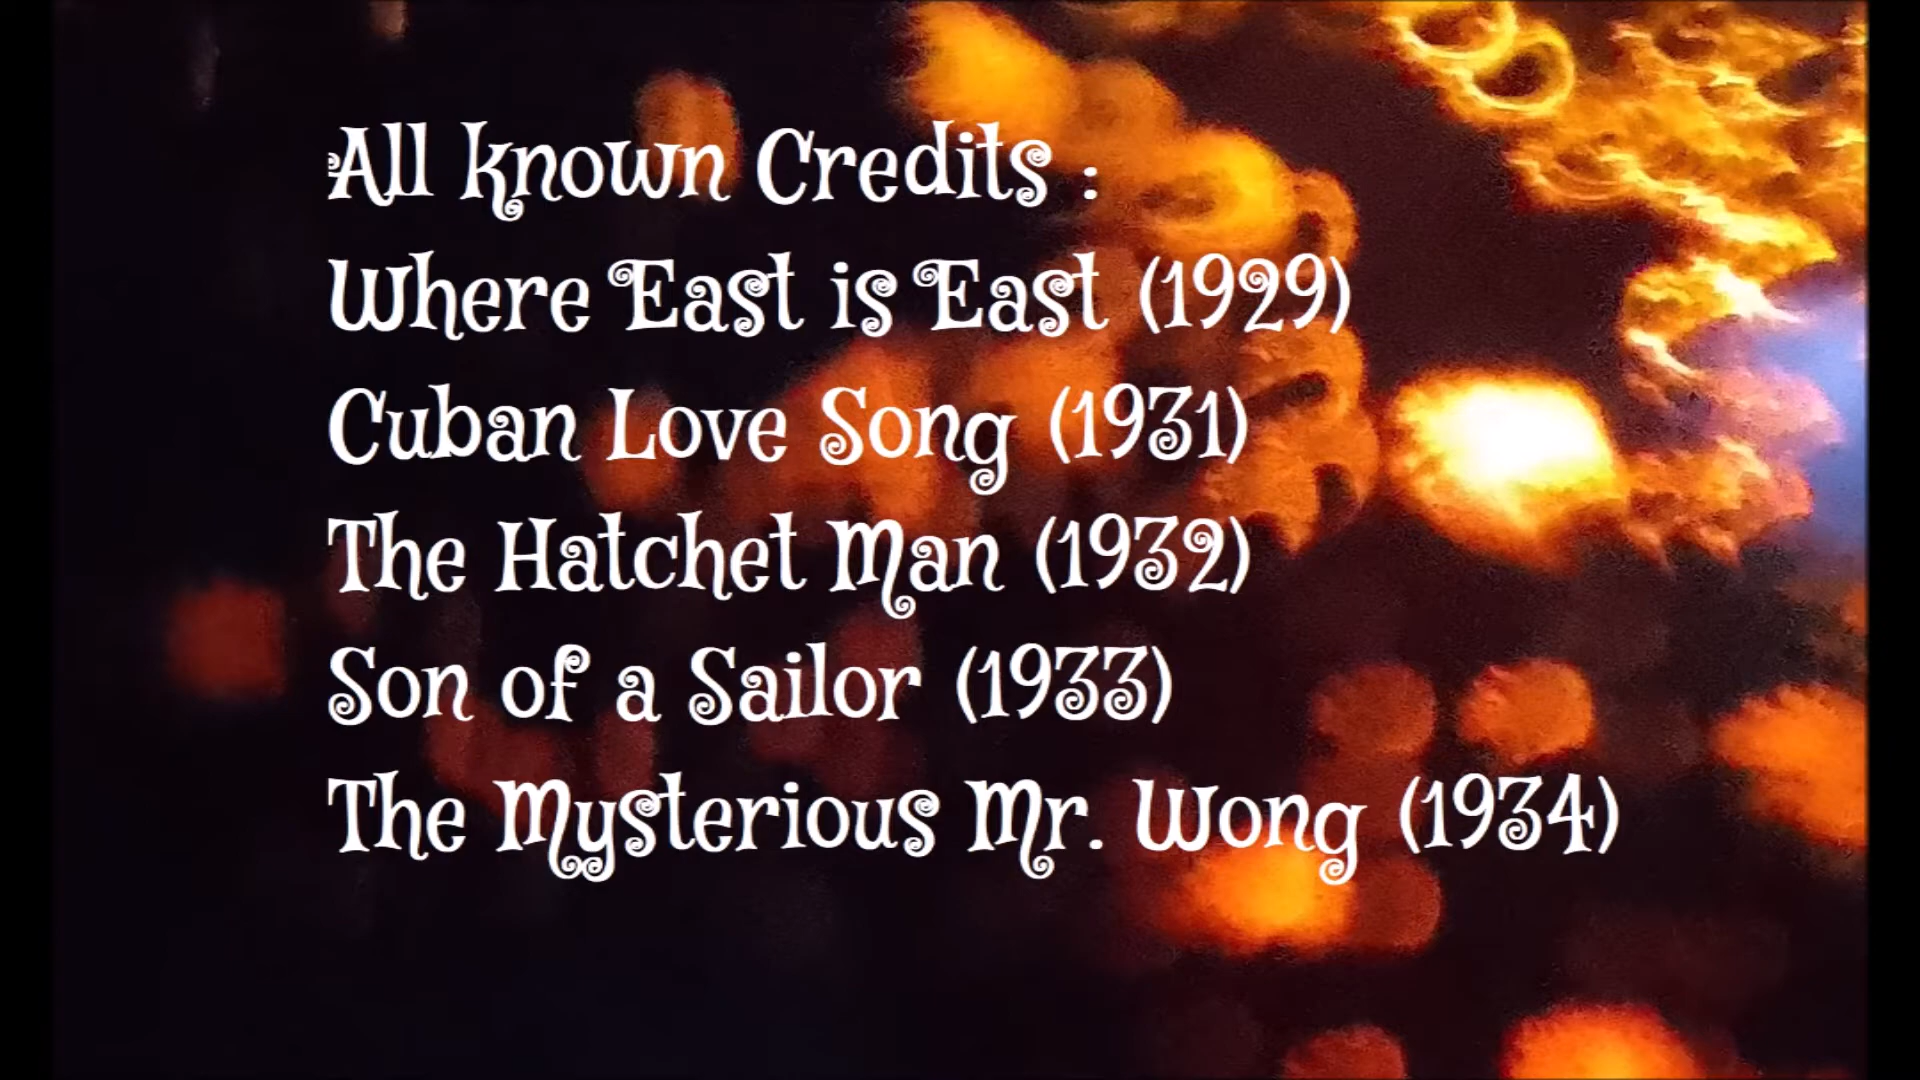 All known Credits :
Where East is East (1929)
Cuban Love Song (1931)
The Hatchet Man (1932)
Son of a Sailor (1933)
The Mysterious Mr. Wong (1934)